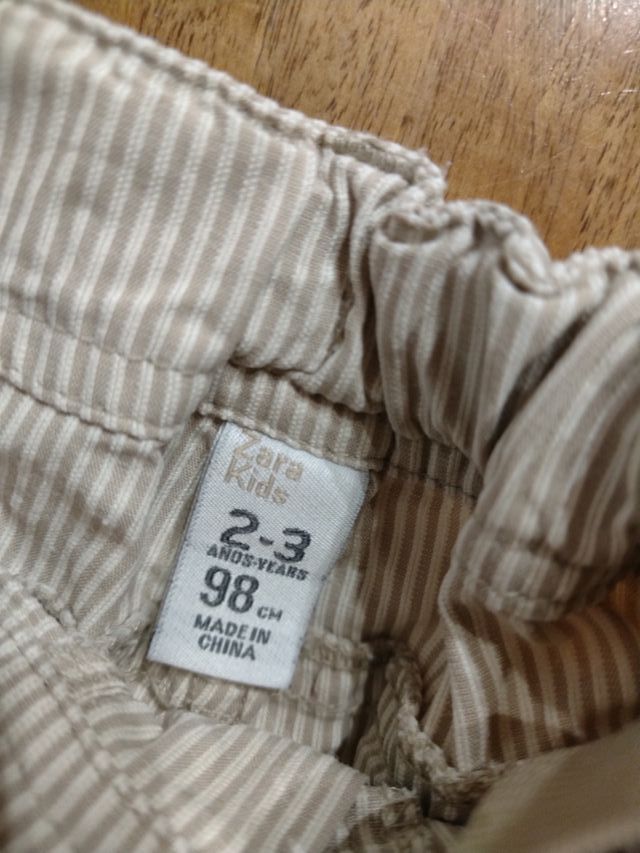 Zara
Kids
2-3
AÑOS-YEARS
98 CM
MADE IN
CHINA